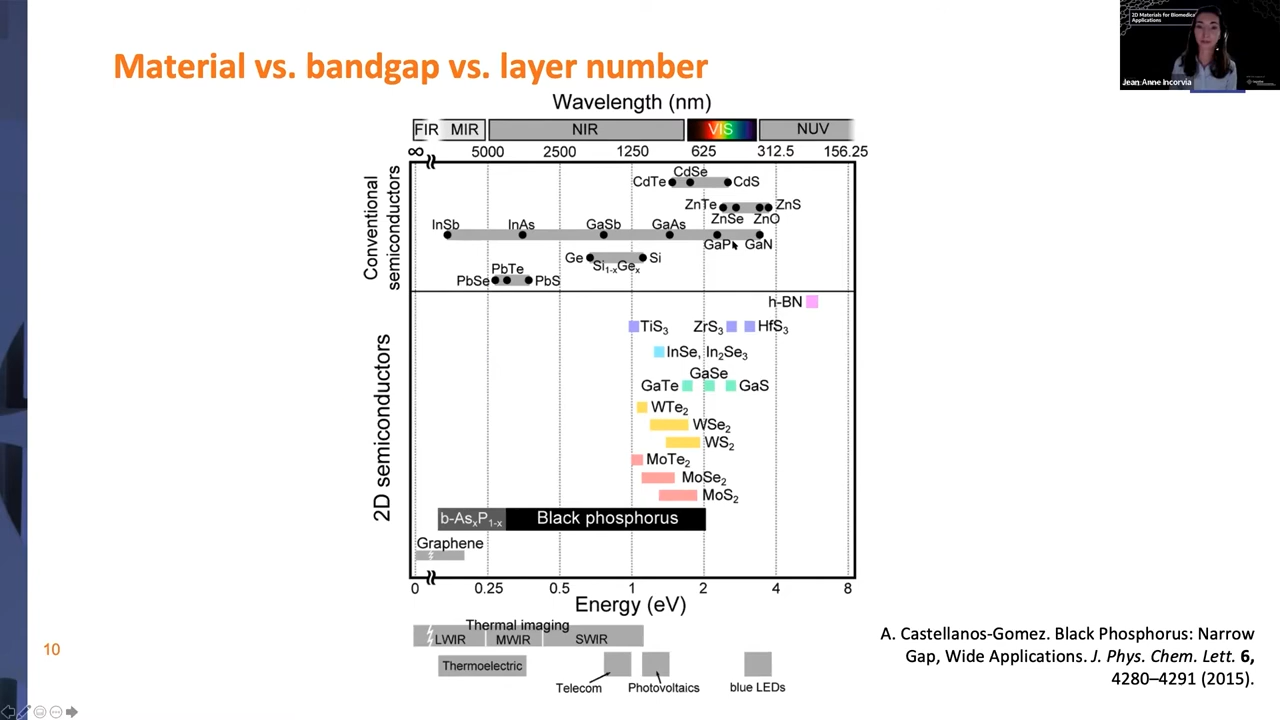 2D Materials for Biomedical
Applications
Jean Anne Incorvia
Material vs. bandgap vs. layer number
Wavelength (nm)
FIR MIR NIR VIS NUV
∞ 5000 2500 1250 625 312.5 156.25
Conventional
semiconductors
CdSe
CdTe CdS
ZnTe ZnS
ZnSe ZnO
InSb InAs GaSb GaAs
GaP GaN
Ge Si
Si1-xGex
PbTe
PbSe PbS
2D semiconductors
h-BN
TiS3 ZrS3 HfS3
InSe, In2Se3
GaSe
GaTe GaS
WTe2
WSe2
WS2
MoTe2
MoSe2
MoS2
b-AsxP1-x Black phosphorus
Graphene
0 0.25 0.5 1 2 4 8
Energy (eV)
Thermal imaging
LWIR MWIR SWIR
Thermoelectric
Telecom Photovoltaics blue LEDs
A. Castellanos-Gomez. Black Phosphorus: Narrow
Gap, Wide Applications. J. Phys. Chem. Lett. 6,
4280–4291 (2015).
10